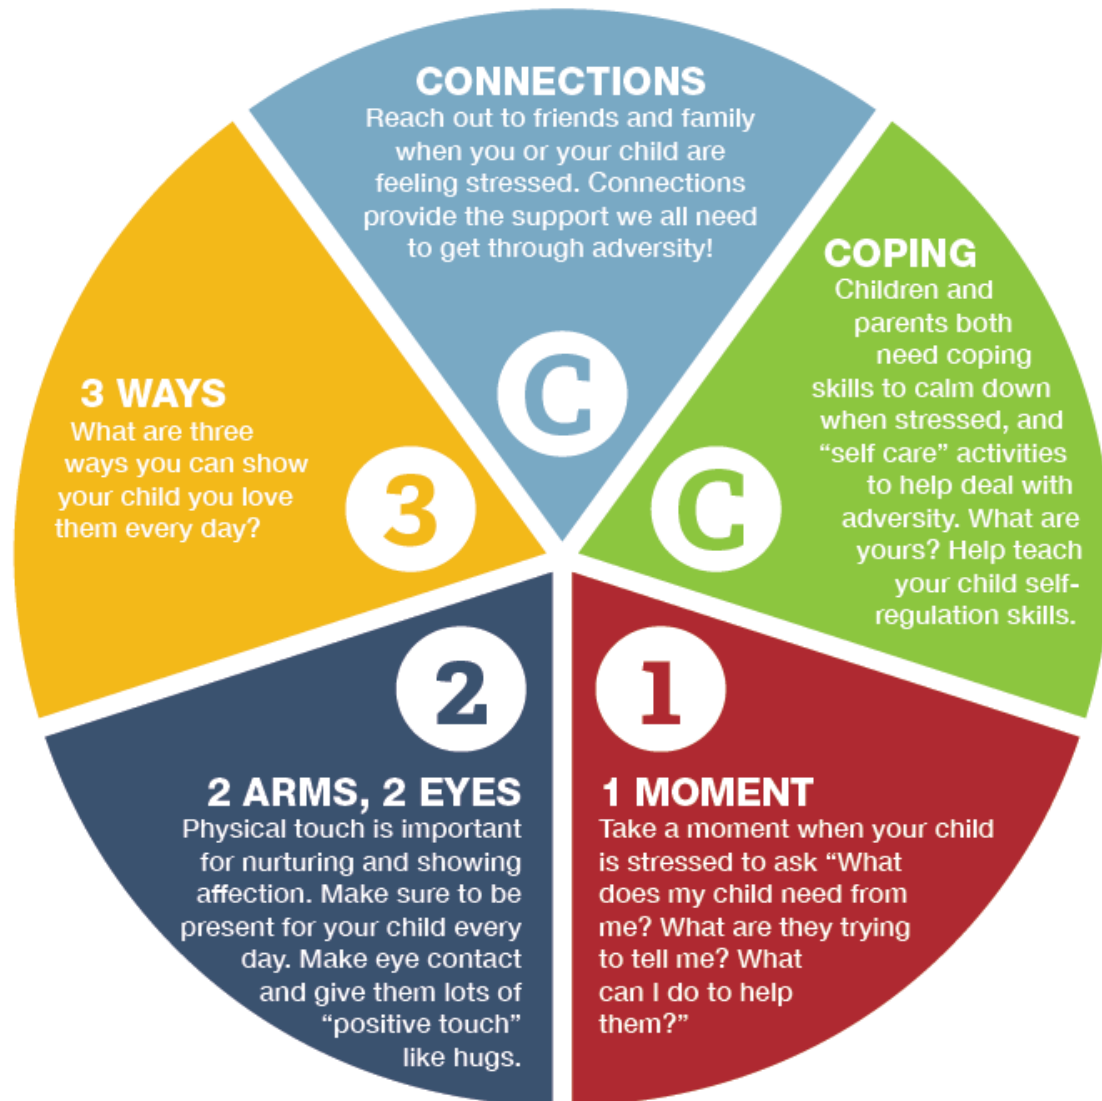 CONNECTIONS
Reach out to friends and family
when you or your child are
feeling stressed. Connections
provide the support we all need
to get through adversity!
C
COPING
Children and
parents both
need coping
skills to calm down
when stressed, and
“self care” activities
to help deal with
adversity. What are
yours? Help teach
your child self-
regulation skills.
C
1
1 MOMENT
Take a moment when your child
is stressed to ask “What
does my child need from
me? What are they trying
to tell me? What
can I do to help
them?”
2
2 ARMS, 2 EYES
Physical touch is important
for nurturing and showing
affection. Make sure to be
present for your child every
day. Make eye contact
and give them lots of
“positive touch”
like hugs.
3 WAYS
What are three
ways you can show
your child you love
them every day?
3